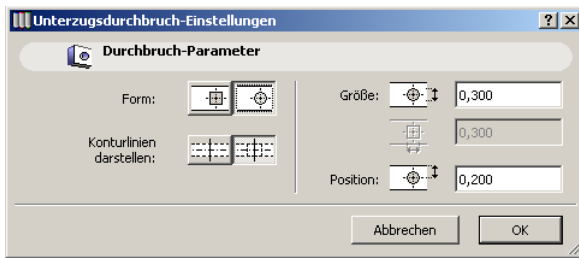 Unterzugsdurchbruch-Einstellungen
Durchbruch-Parameter
Form:
Größe:
0,300
0,300
Konturlinien
darstellen:
Position:
0,200
Abbrechen
OK